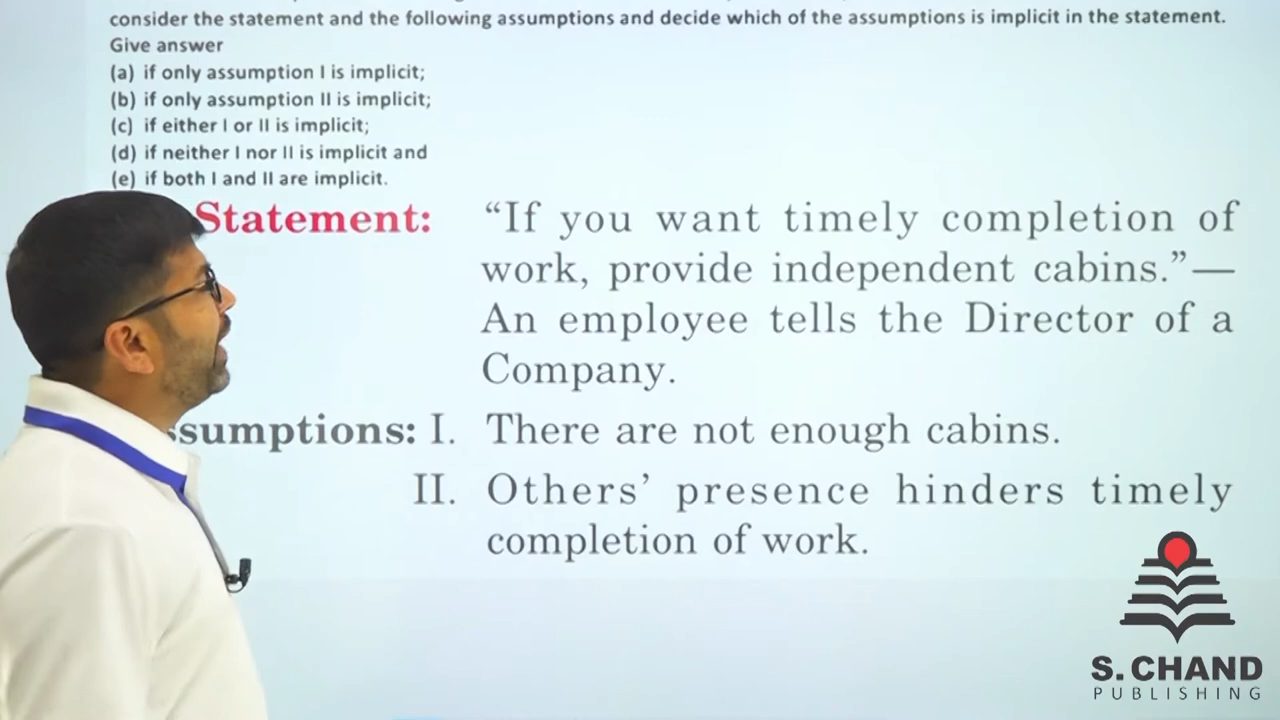 consider the statement and the following assumptions and decide which of the assumptions is implicit in the statement.
Give answer
(a) if only assumption I is implicit;
(b) if only assumption II is implicit;
(c) if either I or II is implicit;
(d) if neither I nor II is implicit and
(e) if both I and II are implicit.
Statement: “If you want timely completion of
work, provide independent cabins.”—
An employee tells the Director of a
Company.
ssumptions: I. There are not enough cabins.
II. Others’ presence hinders timely
completion of work.
S. CHAND
PUBLISHING